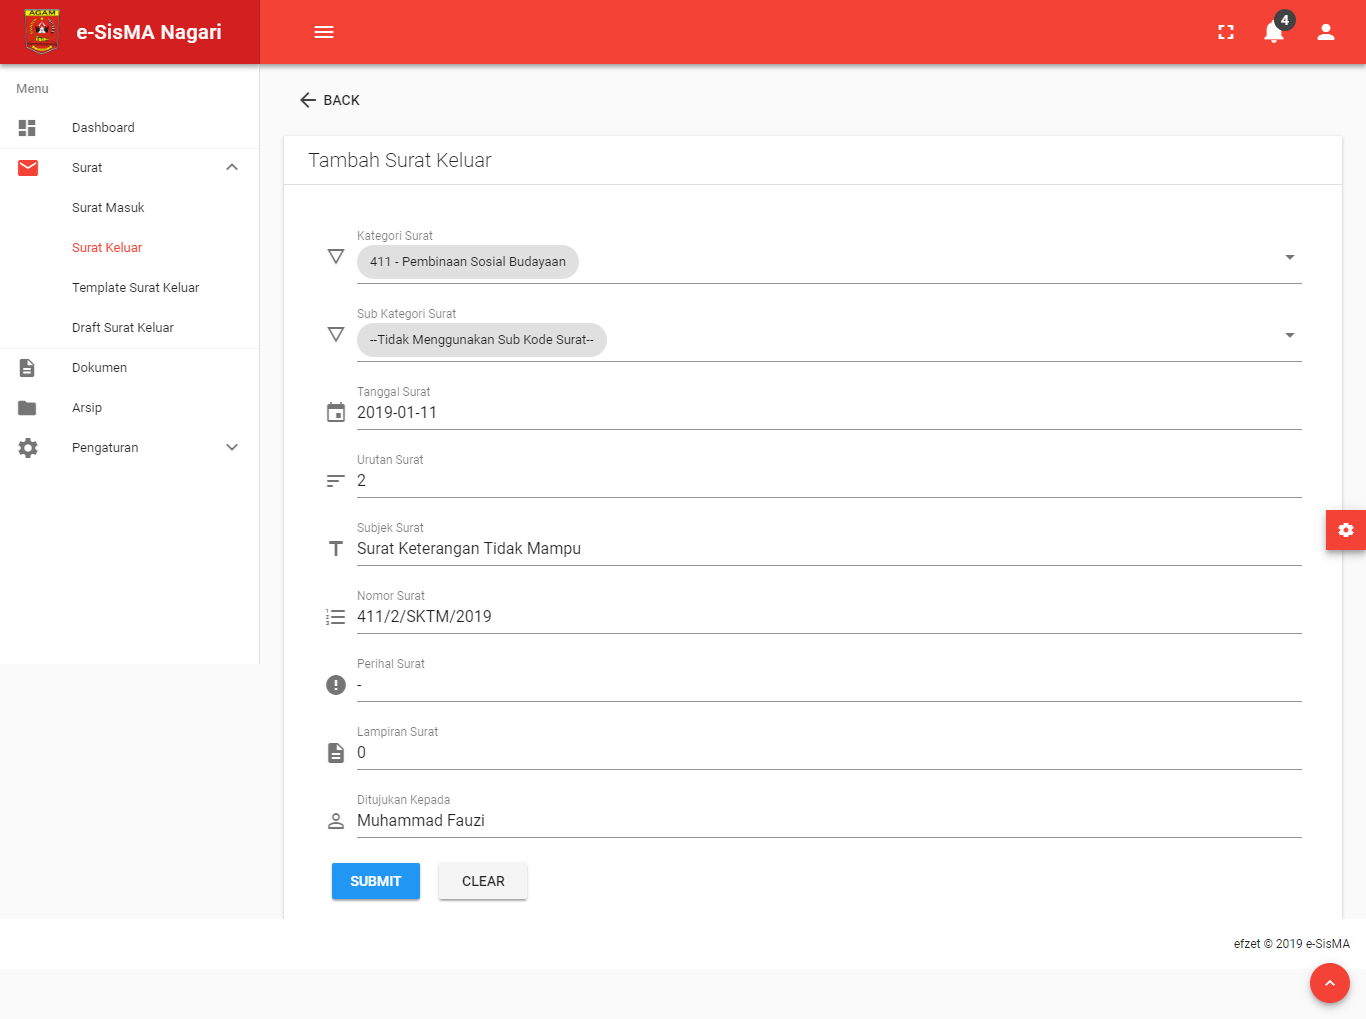 AGAM
e-SisMA Nagari
4
Menu
Dashboard
Surat
Surat Masuk
Surat Keluar
Template Surat Keluar
Draft Surat Keluar
Dokumen
Arsip
Pengaturan
BACK
Tambah Surat Keluar
Kategori Surat
411 - Pembinaan Sosial Budayaan
Sub Kategori Surat
--Tidak Menggunakan Sub Kode Surat--
Tanggal Surat
2019-01-11
Urutan Surat
2
Subjek Surat
Surat Keterangan Tidak Mampu
Nomor Surat
411/2/SKTM/2019
Perihal Surat
-
Lampiran Surat
0
Ditujukan Kepada
Muhammad Fauzi
SUBMIT
CLEAR
efzet © 2019 e-SisMA